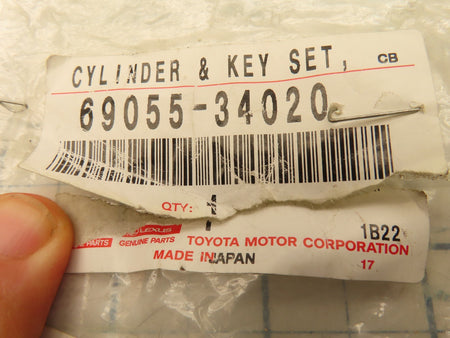 CYLINDER & KEY SET, CB
69055-34020
QTY: 1
LEXUS
PARTS GENUINE PARTS TOYOTA MOTOR CORPORATION 1B22
MADE IN JAPAN 17